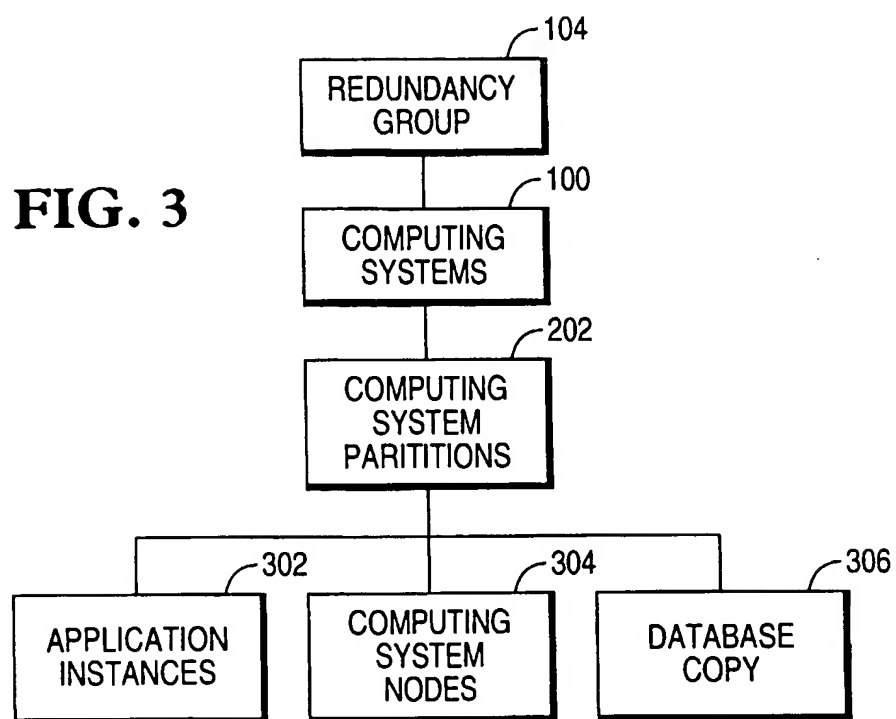 104
REDUNDANCY
GROUP
FIG. 3
100
COMPUTING
SYSTEMS
202
COMPUTING
SYSTEM
PARITITIONS
302
APPLICATION
INSTANCES
304
COMPUTING
SYSTEM
NODES
306
DATABASE
COPY